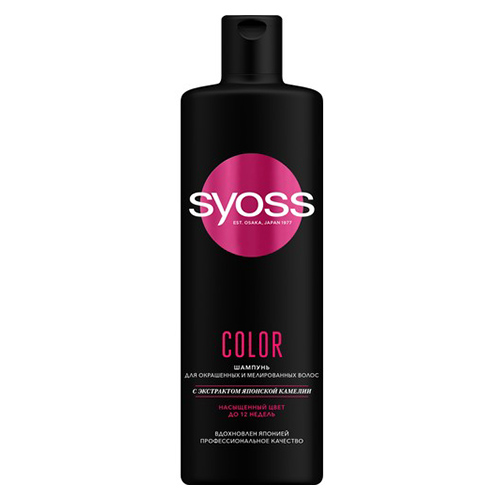 syoss
EST. OSAKA, JAPAN 1977
COLOR
ШАМПУНЬ
ДЛЯ ОКРАШЕННЫХ И МЕЛИРОВАННЫХ ВОЛОС
С ЭКСТРАКТОМ ЯПОНСКОЙ КАМЕЛИИ
НАСЫЩЕННЫЙ ЦВЕТ
ДО 12 НЕДЕЛЬ
ВДОХНОВЛЕН ЯПОНИЕЙ
ПРОФЕССИОНАЛЬНОЕ КАЧЕСТВО